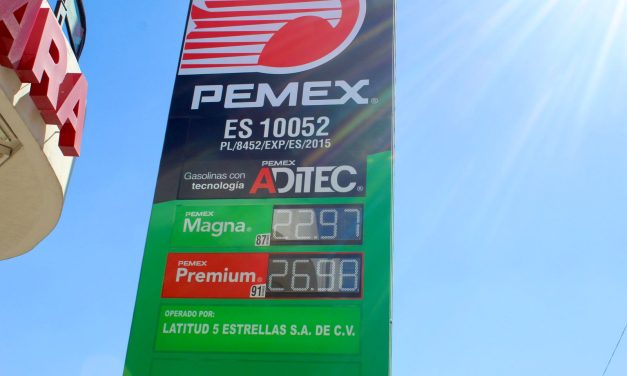 ARA
PEMEX®
ES 10052
PL/8452/EXP/ES/2015
Gasolinas con
tecnología
PEMEX
ADITEC®
PEMEX
Magna®
87
22.97
PEMEX
Premium®
91
26.98
OPERADO POR:
LATITUD 5 ESTRELLAS S.A. DE C.V.